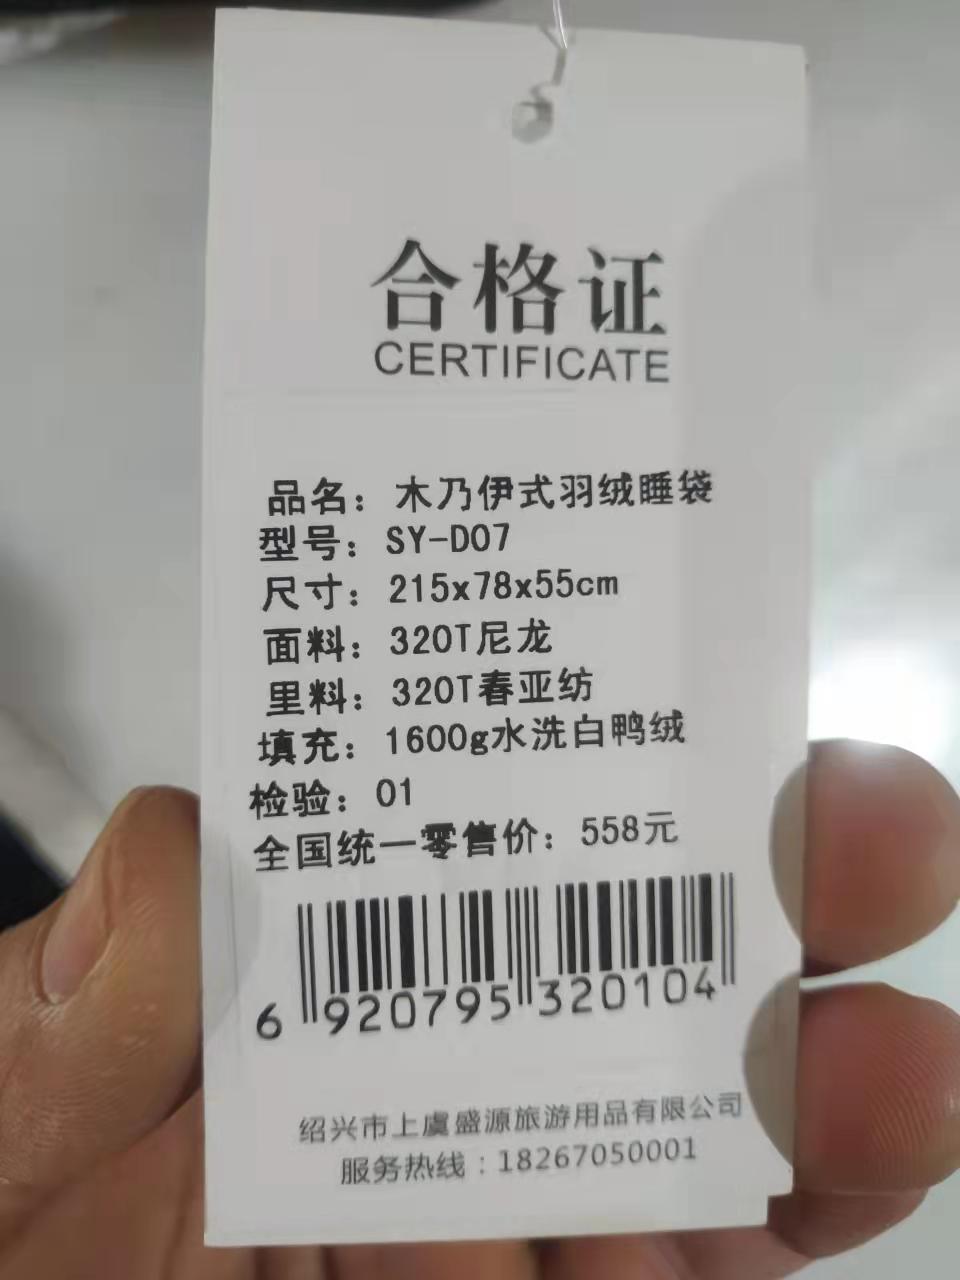 合格证
CERTIFICATE
品名：木乃伊式羽绒睡袋
型号：SY-D07
尺寸：215x78x55cm
面料：320T尼龙
里料：320T春亚纺
填充：1600g水洗白鸭绒
检验：01
全国统一零售价：558元
6 920795 320104
绍兴市上虞盛源旅游用品有限公司
服务热线：18267050001